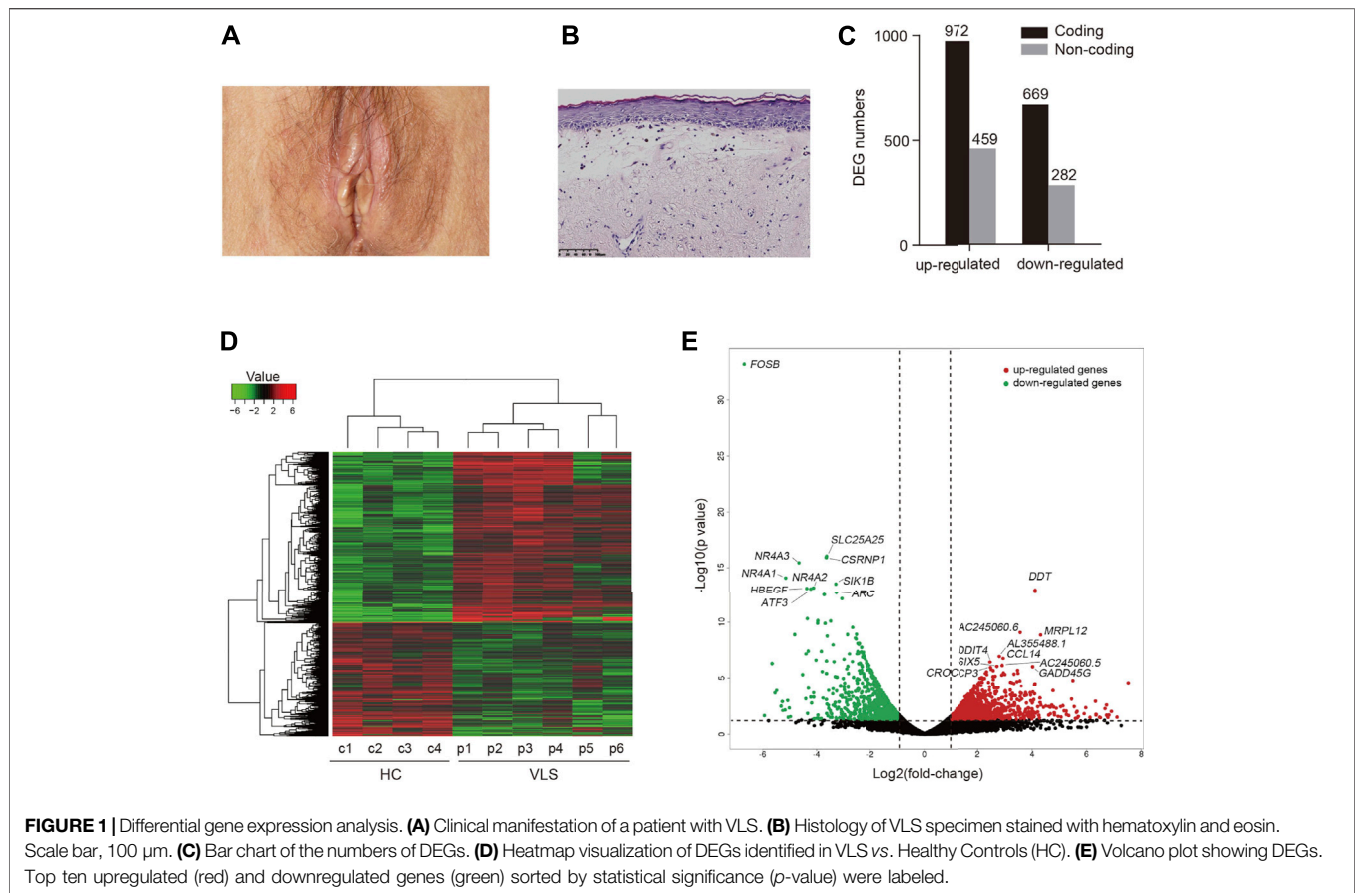 A
B
C
1000
500
0
DEG numbers
972
459
669
282
Coding
Non-coding
up-regulated
down-regulated
D
Value
−6 −2 2 6
c1 c2 c3 c4 p1 p2 p3 p4 p5 p6
HC VLS
E
FOSB
up-regulated genes
down-regulated genes
-Log10(p value)
30
25
20
15
10
5
0
SLC25A25
NR4A3
CSRNP1
NR4A1
NR4A2
SIK1B
HBEGF
ARC
ATF3
DDT
AC245060.6
MRPL12
AL355488.1
DDIT4
CCL14
SIX5
AC245060.5
CROCCP3
GADD45G
-6 -4 -2 0 2 4 6 8
Log2(fold-change)
FIGURE 1 | Differential gene expression analysis. (A) Clinical manifestation of a patient with VLS. (B) Histology of VLS specimen stained with hematoxylin and eosin.
Scale bar, 100 μm. (C) Bar chart of the numbers of DEGs. (D) Heatmap visualization of DEGs identified in VLS vs. Healthy Controls (HC). (E) Volcano plot showing DEGs.
Top ten upregulated (red) and downregulated genes (green) sorted by statistical significance (p-value) were labeled.